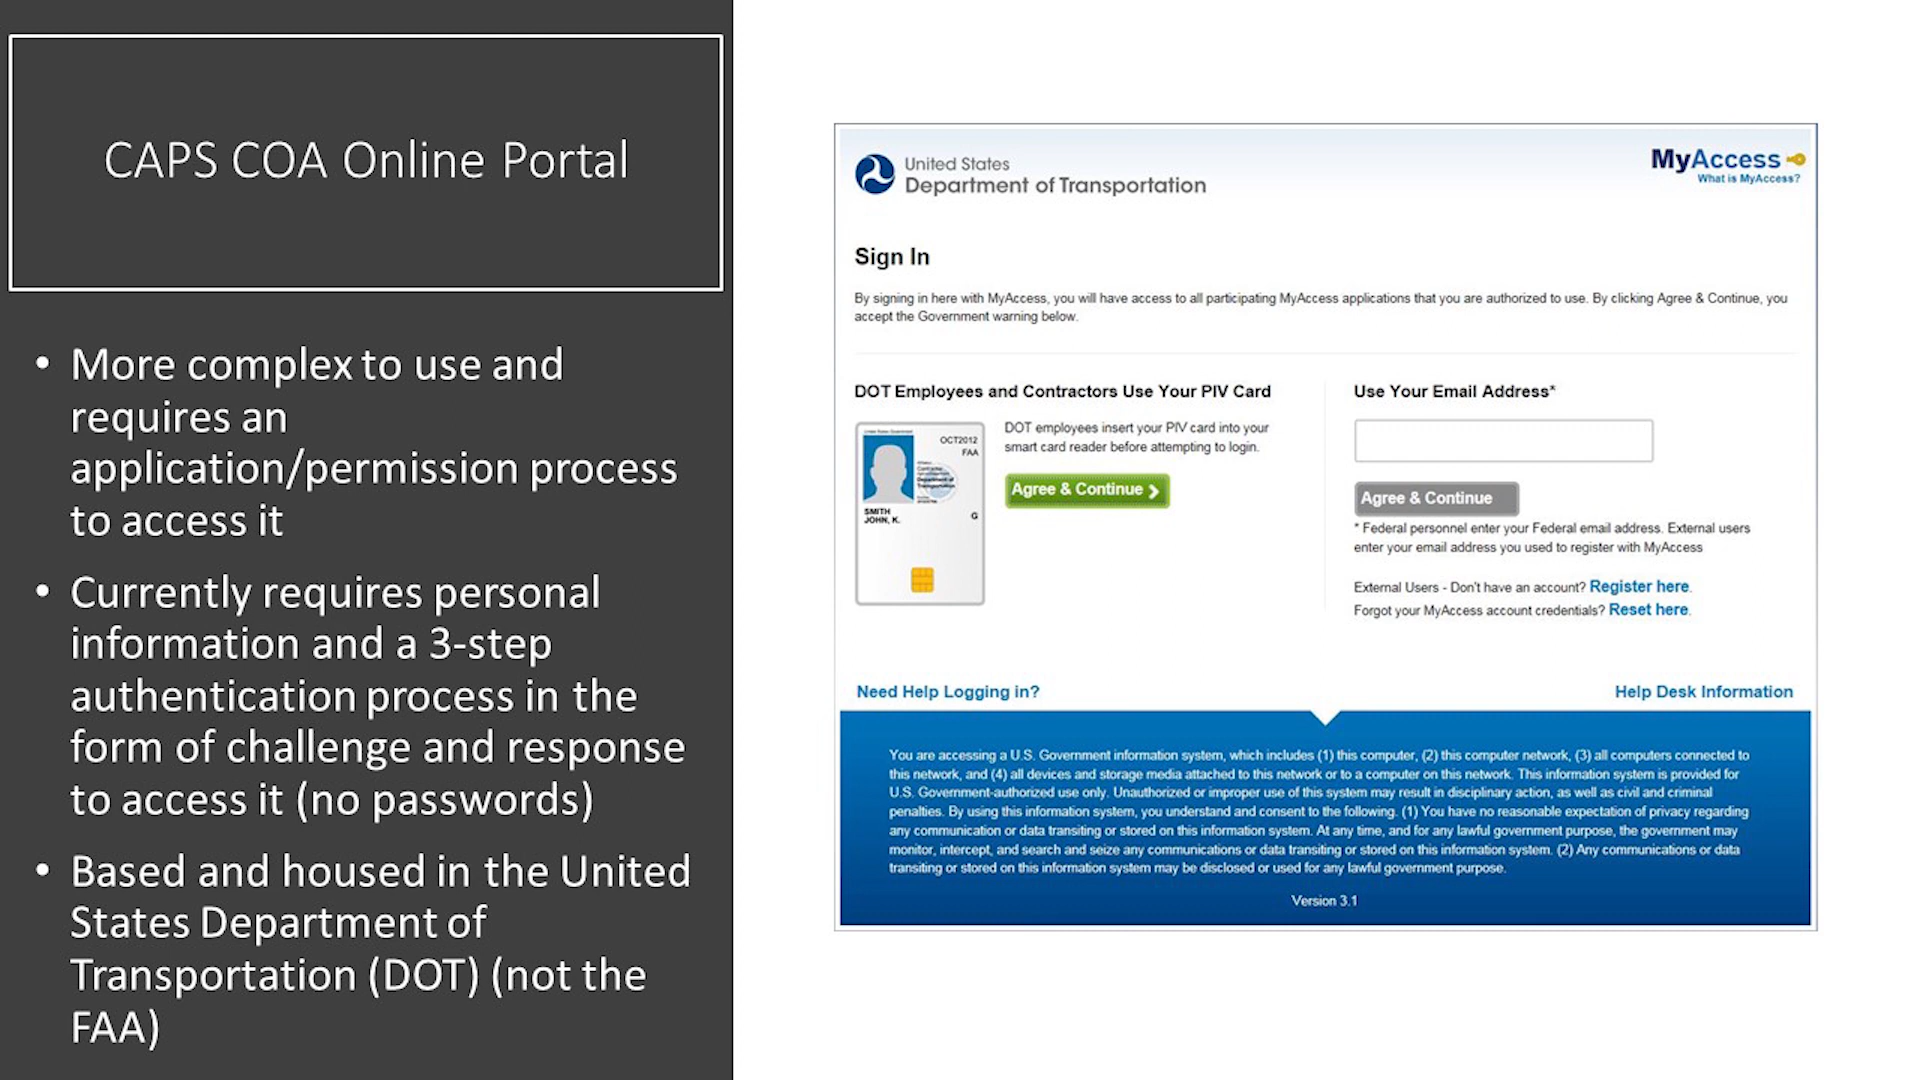 CAPS COA Online Portal
• More complex to use and
requires an
application/permission process
to access it
• Currently requires personal
information and a 3-step
authentication process in the
form of challenge and response
to access it (no passwords)
• Based and housed in the United
States Department of
Transportation (DOT) (not the
FAA)
United States
Department of Transportation
MyAccess
What is MyAccess?
Sign In
By signing in here with MyAccess, you will have access to all participating MyAccess applications that you are authorized to use. By clicking Agree & Continue, you
accept the Government warning below.
DOT Employees and Contractors Use Your PIV Card
United States Government
OCT2012
FAA
SMITH
JOHN, K.
G
DOT employees insert your PIV card into your
smart card reader before attempting to login.
Agree & Continue
Use Your Email Address*
Agree & Continue
* Federal personnel enter your Federal email address. External users
enter your email address you used to register with MyAccess
External Users - Don't have an account? Register here.
Forgot your MyAccess account credentials? Reset here.
Need Help Logging in?
Help Desk Information
You are accessing a U.S. Government information system, which includes (1) this computer, (2) this computer network, (3) all computers connected to
this network, and (4) all devices and storage media attached to this network or to a computer on this network. This information system is provided for
U.S. Government-authorized use only. Unauthorized or improper use of this system may result in disciplinary action, as well as civil and criminal
penalties. By using this information system, you understand and consent to the following. (1) You have no reasonable expectation of privacy regarding
any communication or data transiting or stored on this information system. At any time, and for any lawful government purpose, the government may
monitor, intercept, and search and seize any communications or data transiting or stored on this information system. (2) Any communications or data
transiting or stored on this information system may be disclosed or used for any lawful government purpose.
Version 3.1